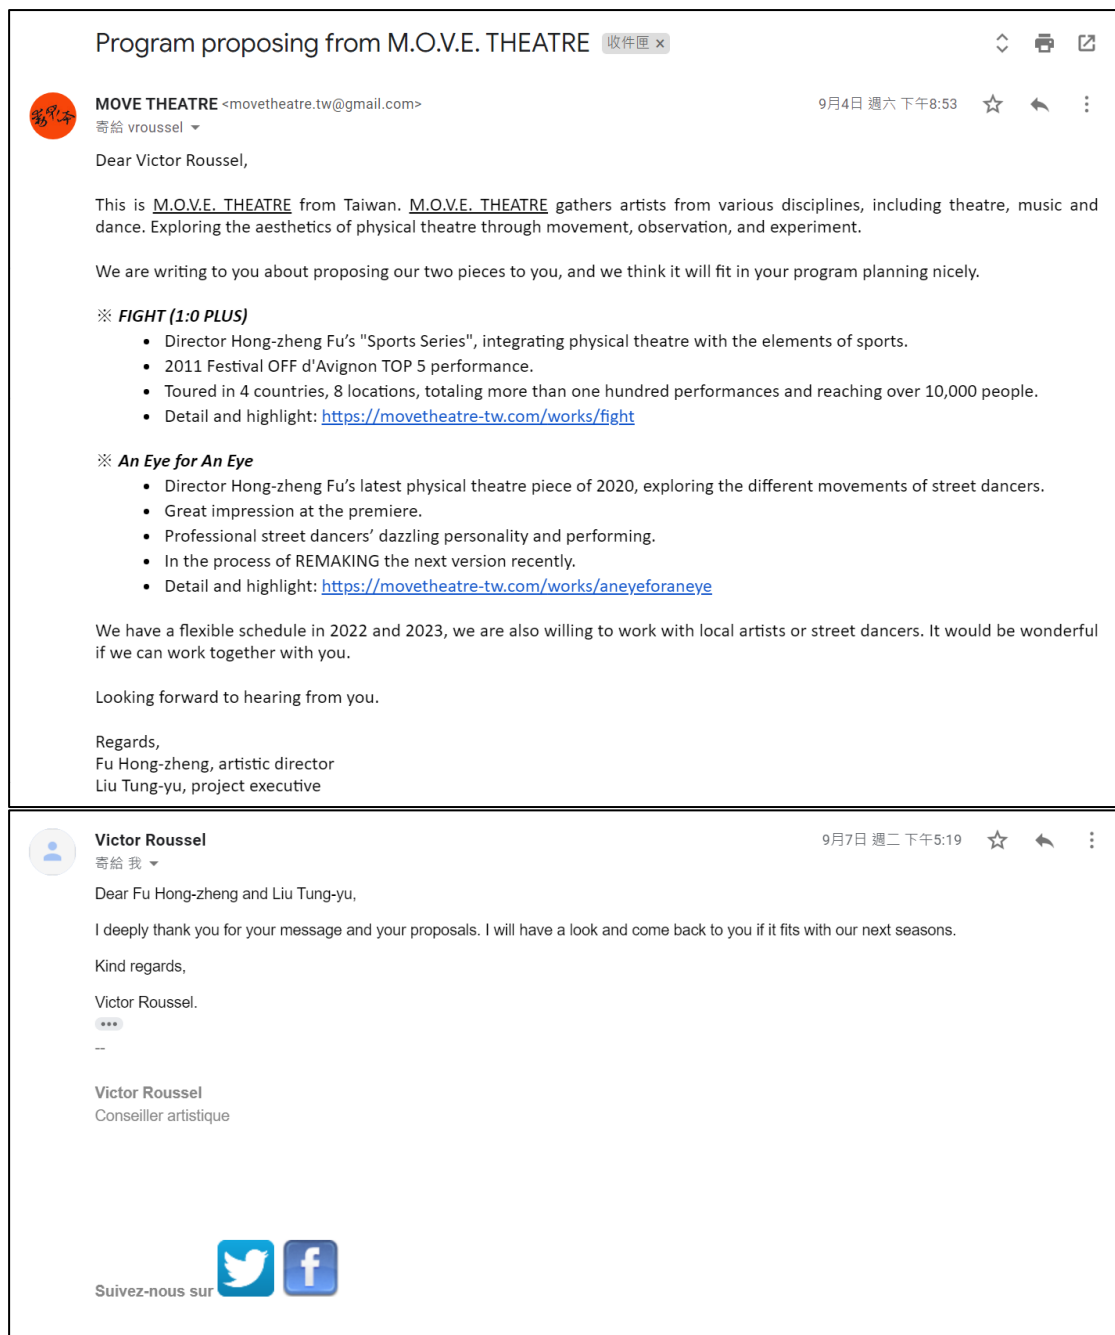 Program proposing from M.O.V.E. THEATRE 收件匣 x
MOVE THEATRE <movetheatre.tw@gmail.com> 9月4日 週六 下午8:53
寄給 vroussel
Dear Victor Roussel,
This is M.O.V.E. THEATRE from Taiwan. M.O.V.E. THEATRE gathers artists from various disciplines, including theatre, music and
dance. Exploring the aesthetics of physical theatre through movement, observation, and experiment.
We are writing to you about proposing our two pieces to you, and we think it will fit in your program planning nicely.
※ FIGHT (1:0 PLUS)
• Director Hong-zheng Fu’s "Sports Series", integrating physical theatre with the elements of sports.
• 2011 Festival OFF d'Avignon TOP 5 performance.
• Toured in 4 countries, 8 locations, totaling more than one hundred performances and reaching over 10,000 people.
• Detail and highlight: https://movetheatre-tw.com/works/fight
※ An Eye for An Eye
• Director Hong-zheng Fu’s latest physical theatre piece of 2020, exploring the different movements of street dancers.
• Great impression at the premiere.
• Professional street dancers’ dazzling personality and performing.
• In the process of REMAKING the next version recently.
• Detail and highlight: https://movetheatre-tw.com/works/aneyeforaneye
We have a flexible schedule in 2022 and 2023, we are also willing to work with local artists or street dancers. It would be wonderful
if we can work together with you.
Looking forward to hearing from you.
Regards,
Fu Hong-zheng, artistic director
Liu Tung-yu, project executive
Victor Roussel 9月7日 週二 下午5:19
寄給 我
Dear Fu Hong-zheng and Liu Tung-yu,
I deeply thank you for your message and your proposals. I will have a look and come back to you if it fits with our next seasons.
Kind regards,
Victor Roussel.
--
Victor Roussel
Conseiller artistique
Suivez-nous sur